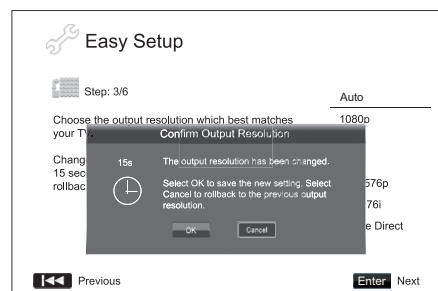 Easy Setup
Step: 3/6
Choose the output resolution which best matches
your TV.
Chang
15 sec
rollbac
Auto
1080p
576p
76i
e Direct
Confirm Output Resolution
15s
The output resolution has been changed.
Select OK to save the new setting. Select
Cancel to rollback to the previous output
resolution.
OK
Cancel
Previous
Enter Next